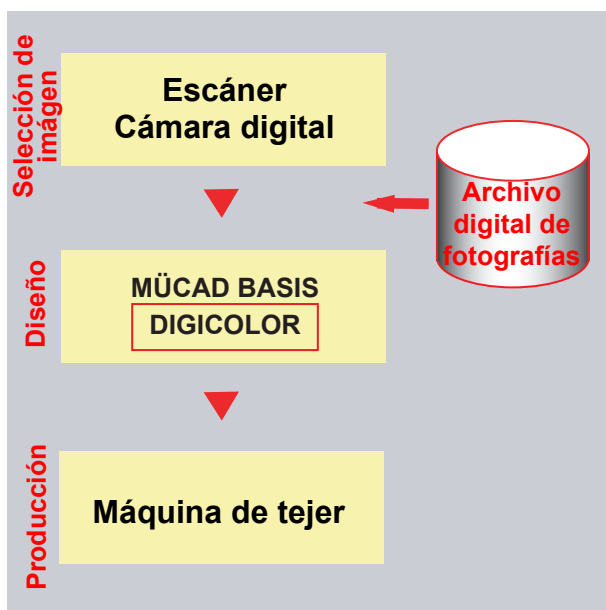 Selección de
imágen
Escáner
Cámara digital
Archivo
digital de
fotografías
Diseño
MÜCAD BASIS
DIGICOLOR
Producción
Máquina de tejer